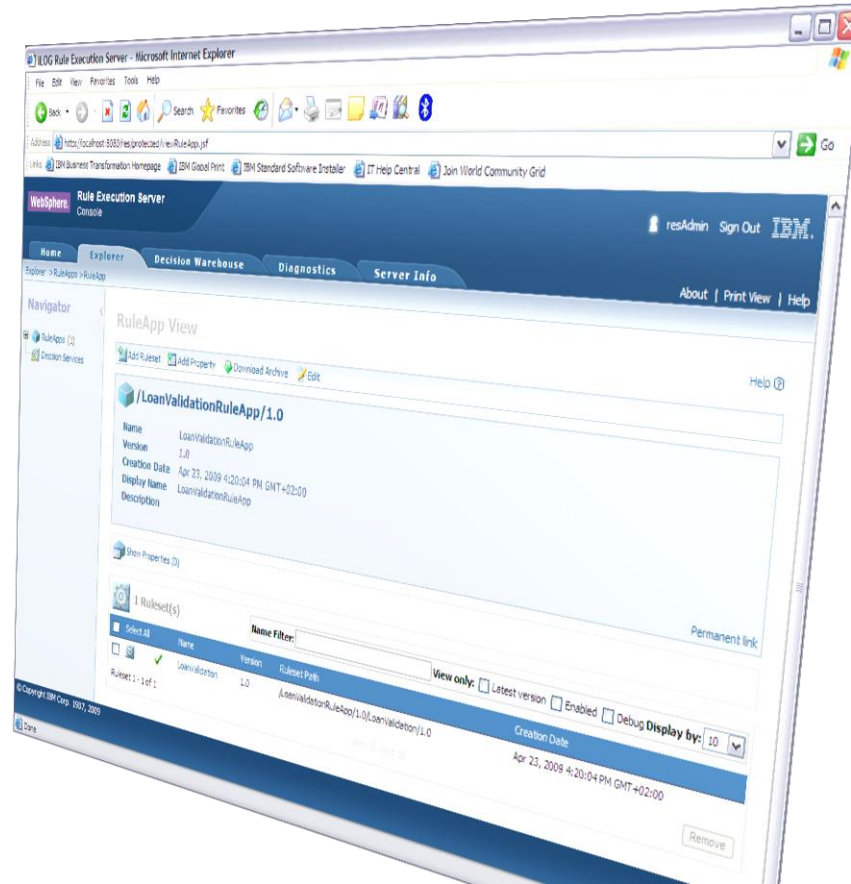 ILOG Rule Execution Server - Microsoft Internet Explorer
File Edit View Favorites Tools Help
Back Search Favorites
Address http://localhost:8080/res/protected/viewRuleApp.jsf Go
Links IBM Business Transformation Homepage IBM Global Print IBM Standard Software Installer IT Help Central Join World Community Grid
WebSphere. Rule Execution Server
Console
resAdmin Sign Out IBM.
Home Explorer Decision Warehouse Diagnostics Server Info
Explorer > RuleApps > RuleApp
About | Print View | Help
Navigator
RuleApps (1)
Decision Services
RuleApp View
Help
Add Ruleset Add Property Download Archive Edit
/LoanValidationRuleApp/1.0
Name LoanValidationRuleApp
Version 1.0
Creation Date Apr 23, 2009 4:20:04 PM GMT+02:00
Display Name LoanValidationRuleApp
Description
Permanent link
Show Properties (0)
1 Ruleset(s)
Name Filter: View only: Latest version Enabled Debug Display by: 10
Select All Name Version Ruleset Path Creation Date
Loanvalidation 1.0 /LoanValidationRuleApp/1.0/Loanvalidation/1.0 Apr 23, 2009 4:20:04 PM GMT+02:00
Ruleset 1 - 1 of 1
Remove
© Copyright IBM Corp. 1987, 2009
Done